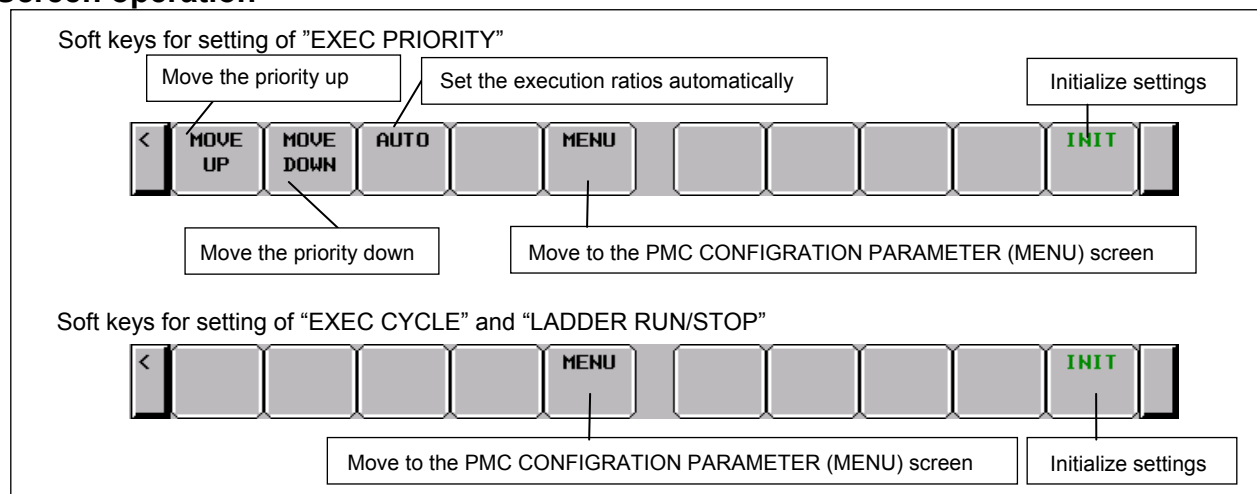 Soft keys for setting of ”EXEC PRIORITY”
Move the priority up
Set the execution ratios automatically
Initialize settings
< MOVE UP MOVE DOWN AUTO MENU INIT
Move the priority down
Move to the PMC CONFIGRATION PARAMETER (MENU) screen
Soft keys for setting of “EXEC CYCLE” and “LADDER RUN/STOP”
< MENU INIT
Move to the PMC CONFIGRATION PARAMETER (MENU) screen
Initialize settings